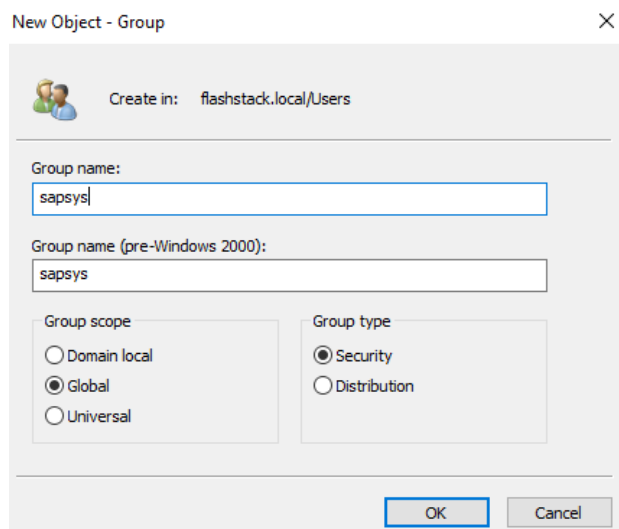 New Object - Group
Create in: flashstack.local/Users
Group name:
sapsys
Group name (pre-Windows 2000):
sapsys
Group scope
Domain local
Global
Universal
Group type
Security
Distribution
OK
Cancel